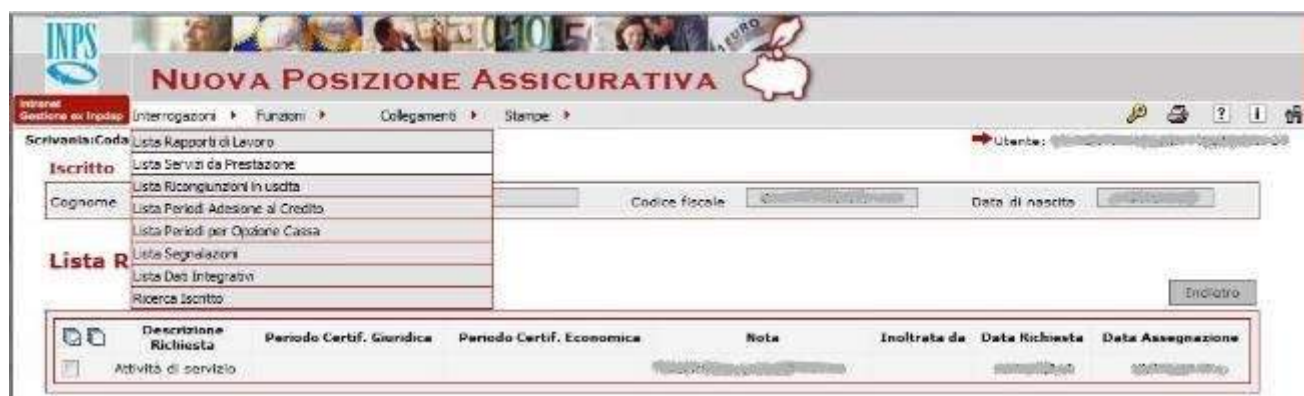 INPS
EURO
NUOVA POSIZIONE ASSICURATIVA
Intranet
Gestione ex Inpdap
Interrogazioni Funzioni Collegamenti Stampe
? i
Scrivania:Coda
Utente:
Lista Rapporti di Lavoro
Lista Servizi da Prestazione
Lista Ricongiunzioni in uscita
Lista Periodi Adesione al Credito
Lista Periodi per Opzione Cassa
Lista Segnalazioni
Lista Dati Integrativi
Ricerca Iscritto
Iscritto
Cognome
Codice fiscale
Data di nascita
Lista R
Indietro
Descrizione Richiesta
Periodo Certif. Giuridica
Periodo Certif. Economica
Nota
Inoltrata da
Data Richiesta
Data Assegnazione
Attività di servizio